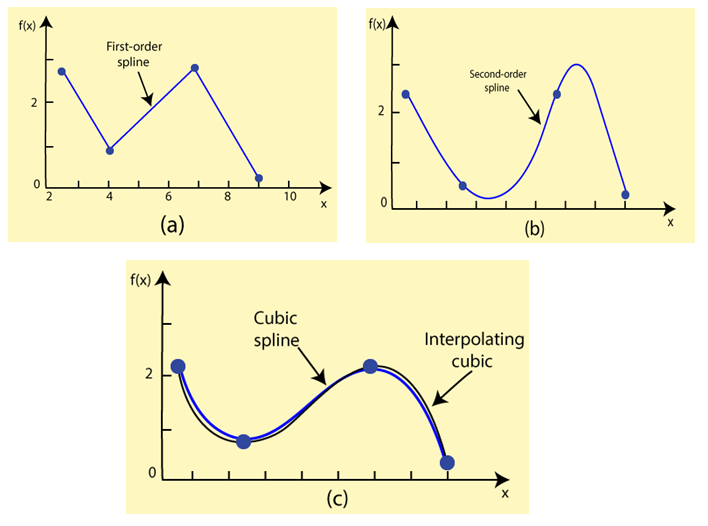 f(x)
First-order
spline
2
0
2 4 6 8 10
x
(a)
f(x)
Second-order
spline
2
0
x
(b)
f(x)
Cubic
spline
Interpolating
cubic
2
0
x
(c)